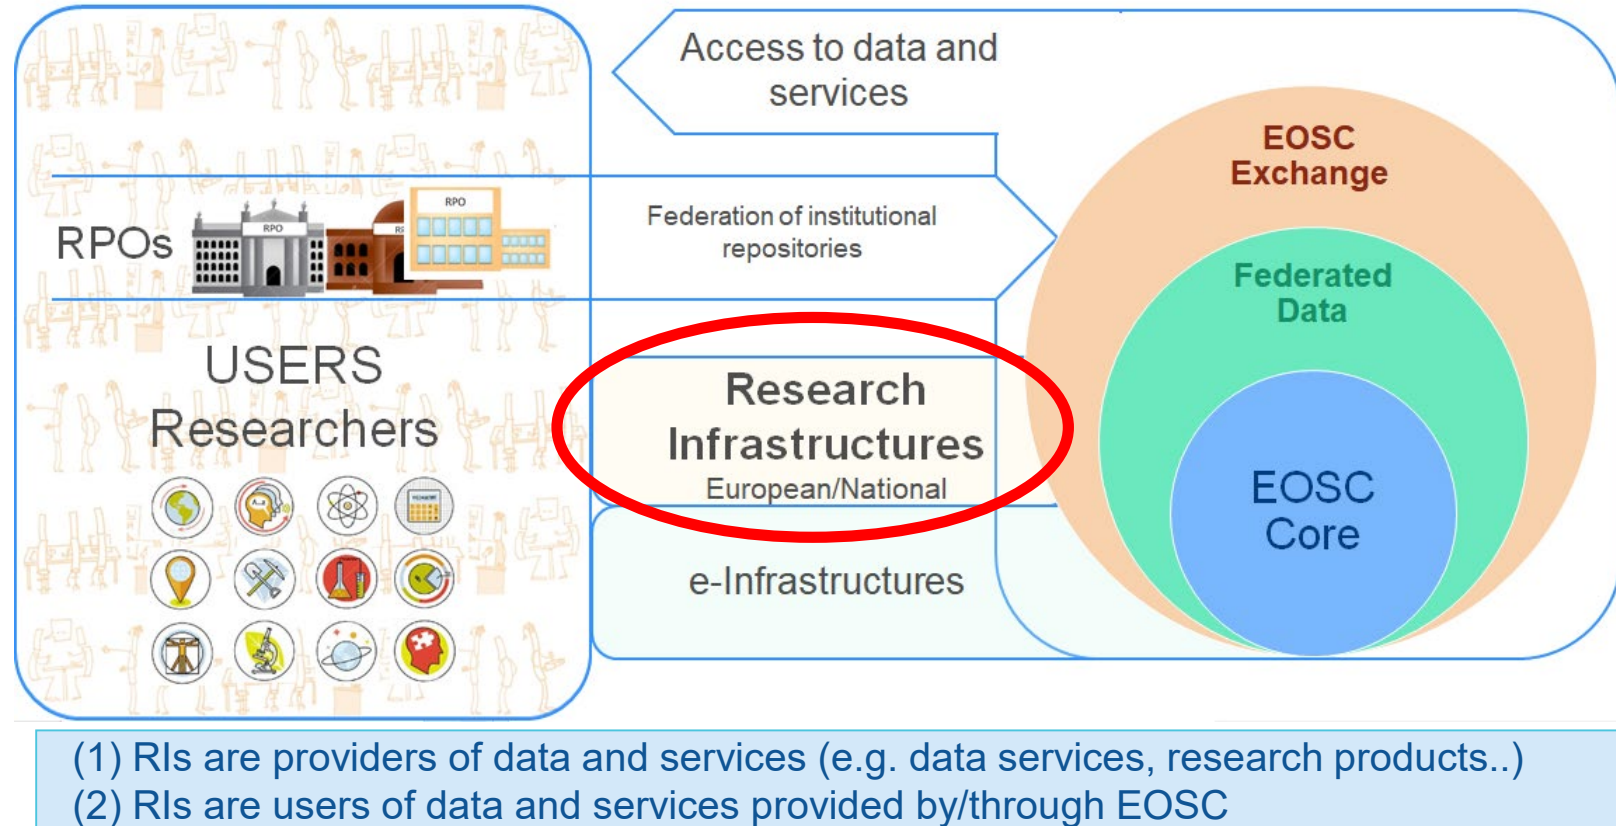 Access to data and
services
EOSC
Exchange
RPOs
RPO
RPO
Federation of institutional
repositories
Federated
Data
USERS
Researchers
Research
Infrastructures
European/National
EOSC
Core
e-Infrastructures
(1) RIs are providers of data and services (e.g. data services, research products..)
(2) RIs are users of data and services provided by/through EOSC